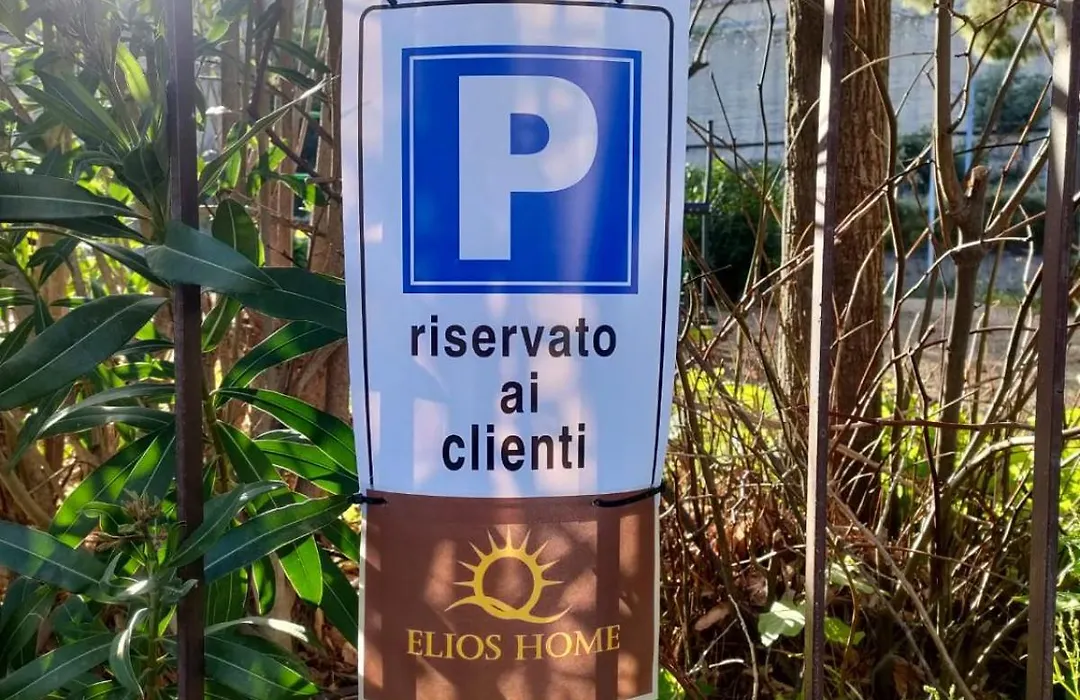 P
riservato
ai
clienti
ELIOS HOME